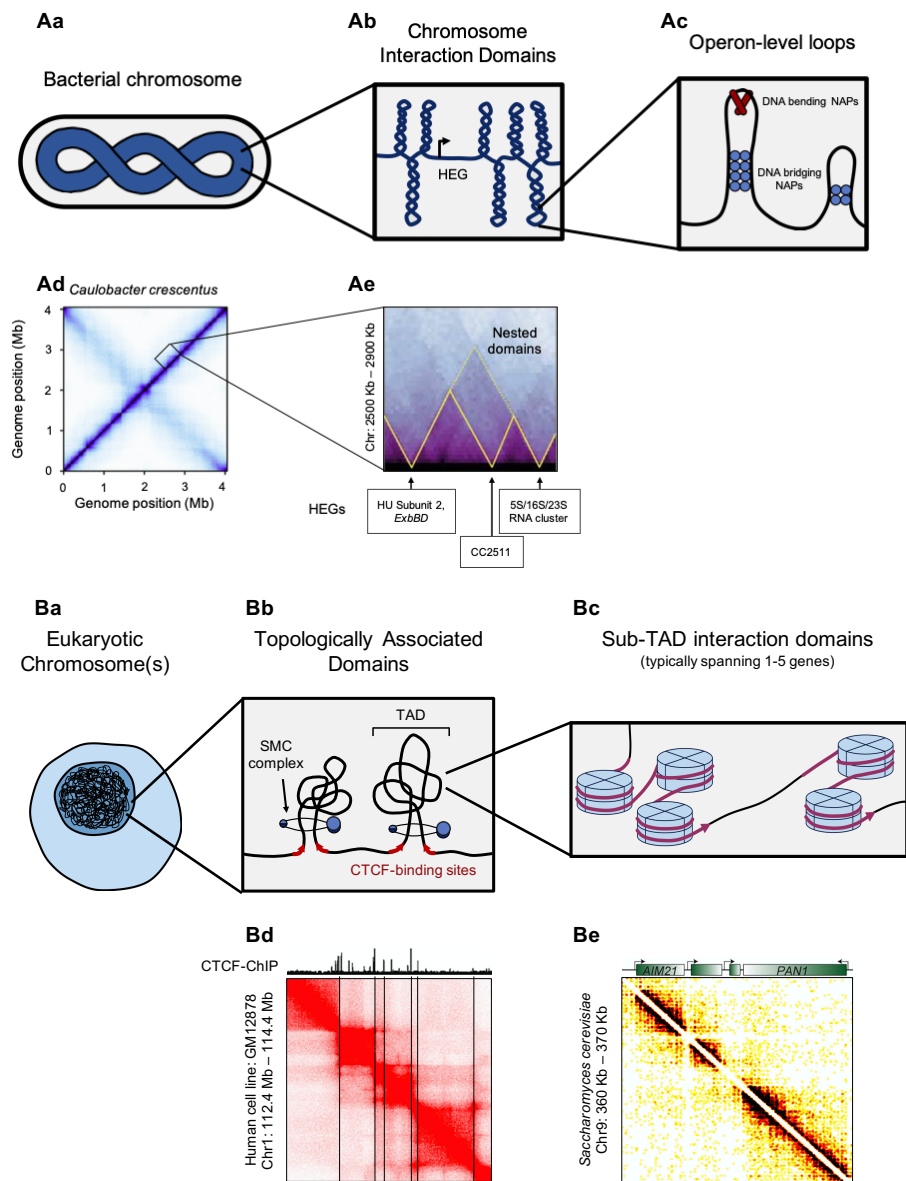 Aa
Bacterial chromosome
Ab
Chromosome
Interaction Domains
HEG
Ac
Operon-level loops
DNA bending NAPs
DNA bridging
NAPs
Ad
Caulobacter crescentus
Genome position (Mb)
4
3
2
1
0
0
1
2
3
4
Genome position (Mb)
Ae
Chr: 2500 Kb – 2900 Kb
Nested
domains
HEGs
HU Subunit 2,
ExbBD
CC2511
5S/16S/23S
RNA cluster
Ba
Eukaryotic
Chromosome(s)
Bb
Topologically Associated
Domains
TAD
SMC
complex
CTCF-binding sites
Bc
Sub-TAD interaction domains
(typically spanning 1-5 genes)
Bd
CTCF-ChIP
Human cell line: GM12878
Chr1: 112.4 Mb – 114.4 Mb
Be
AIM21
PAN1
Saccharomyces cerevisiae
Chr9: 360 Kb – 370 Kb